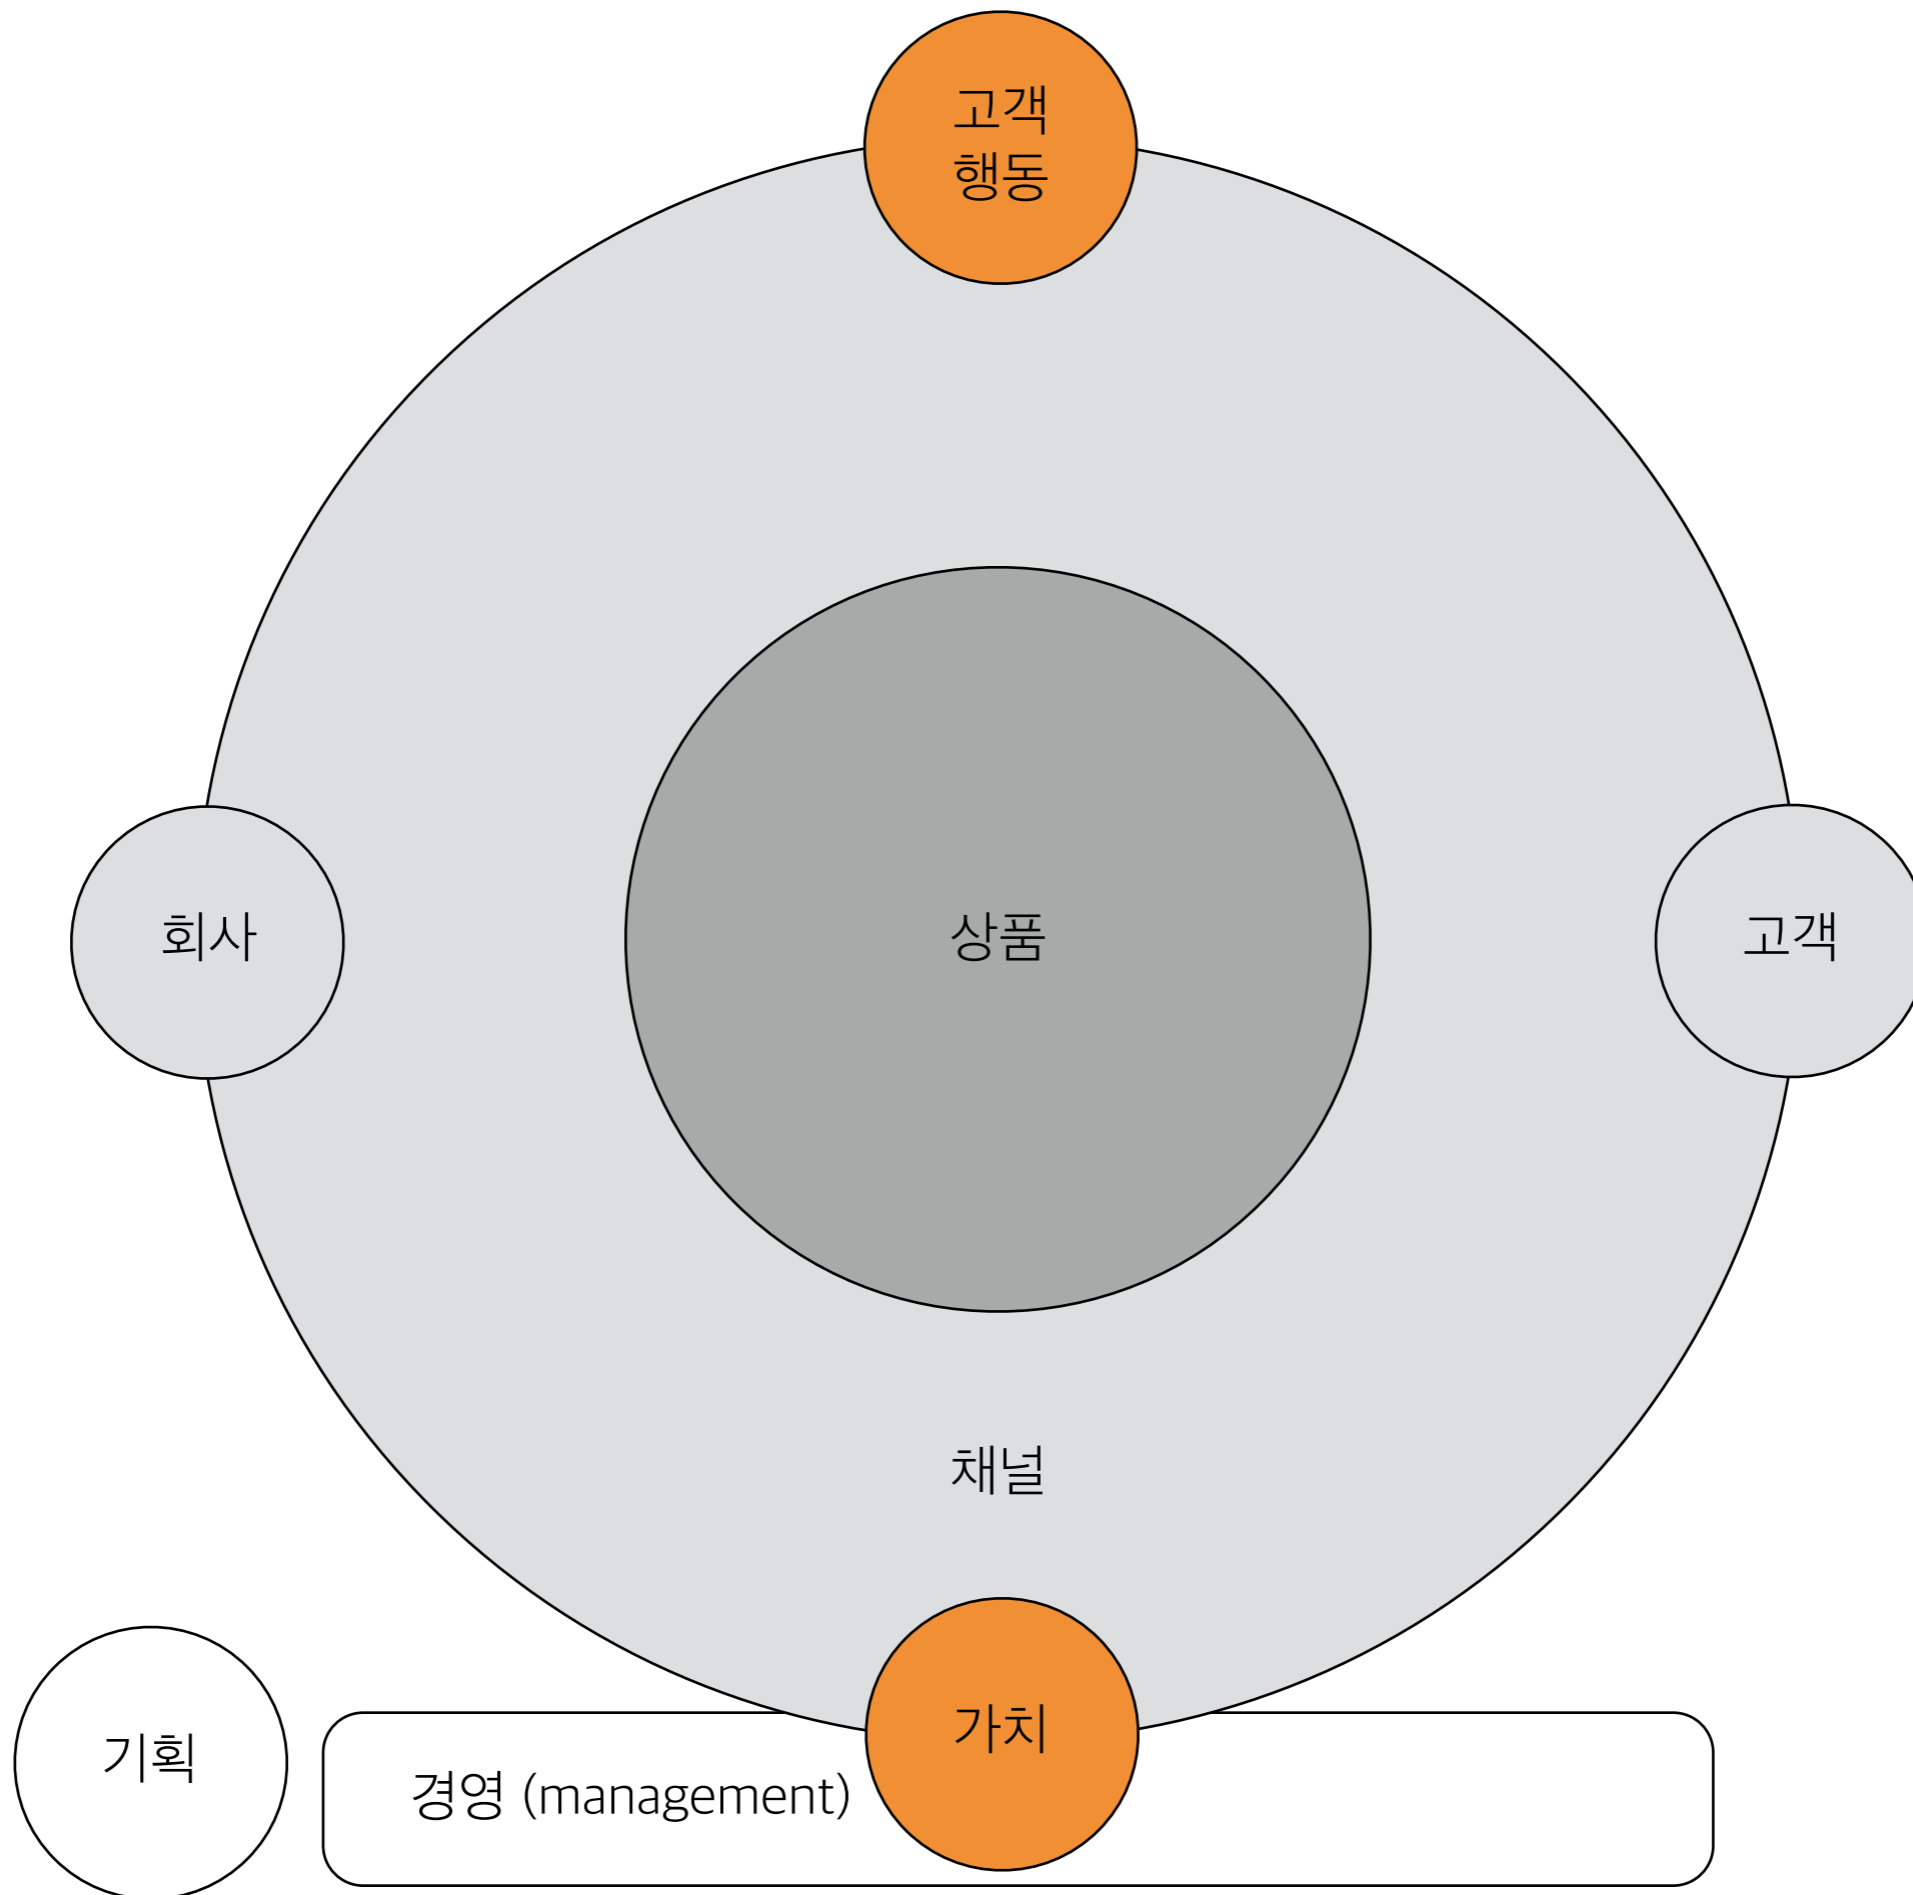 고객
행동
회사
상품
고객
채널
가치
기획
경영 (management)